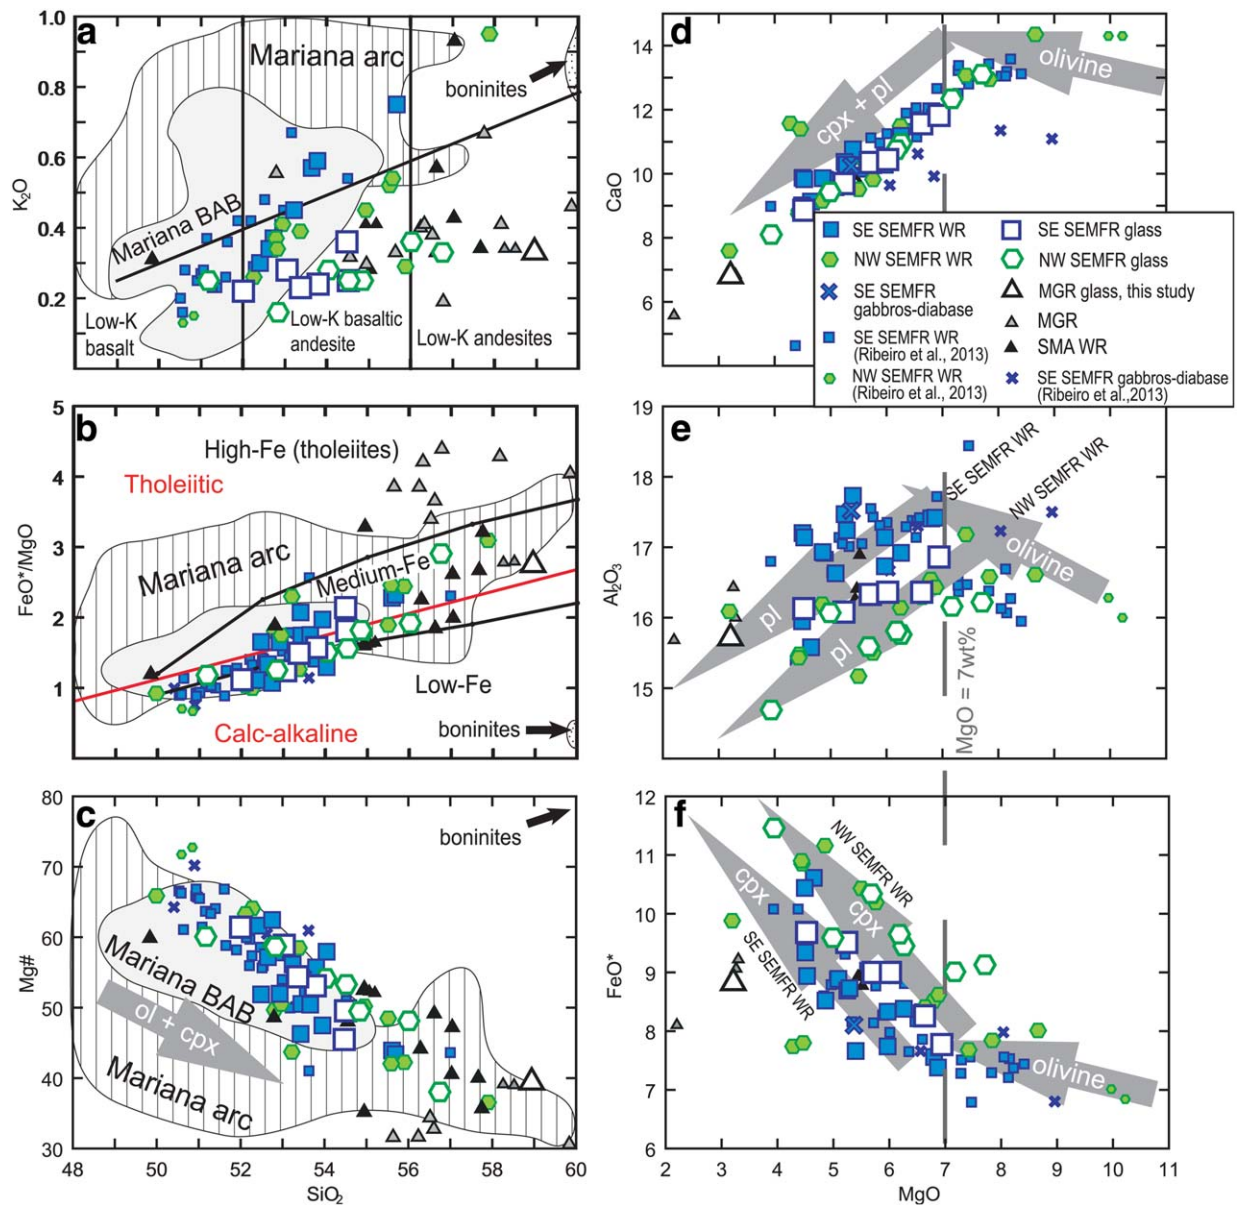 a
K2O
1.0
0.8
0.6
0.4
0.2
Mariana arc
boninites
Mariana BAB
Low-K
basalt
Low-K basaltic
andesite
Low-K andesites
b
FeO*/MgO
5
4
3
2
1
High-Fe (tholeiites)
Tholeiitic
Mariana arc
Medium-Fe
Low-Fe
Calc-alkaline
boninites
c
Mg#
80
70
60
50
40
30
boninites
Mariana BAB
ol + cpx
Mariana arc
48
50
52
54
56
58
60
SiO2
d
CaO
14
12
10
8
6
olivine
cpx + pl
SE SEMFR WR
NW SEMFR WR
SE SEMFR
gabbros-diabase
SE SEMFR WR
(Ribeiro et al., 2013)
NW SEMFR WR
(Ribeiro et al., 2013)
SE SEMFR glass
NW SEMFR glass
MGR glass, this study
MGR
SMA WR
SE SEMFR gabbros-diabase
(Ribeiro et al.,2013)
e
Al2O3
19
18
17
16
15
SE SEMFR WR
NW SEMFR WR
olivine
pl
pl
MgO = 7wt%
f
FeO*
12
11
10
9
8
7
6
NW SEMFR WR
cpx
cpx
SE SEMFR WR
olivine
2
3
4
5
6
7
8
9
10
11
MgO